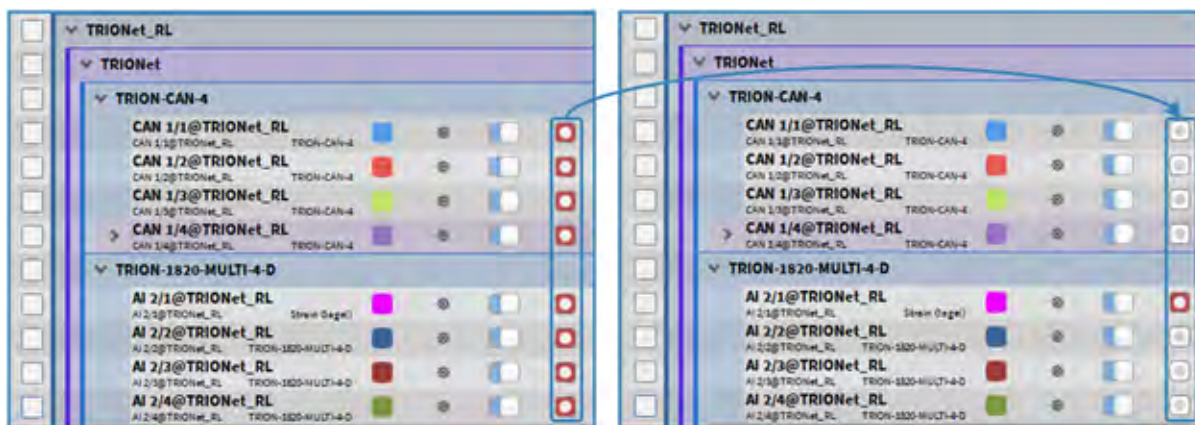 TRIONet_RL
TRIONet
TRION-CAN-4
CAN 1/1@TRIONet_RL
CAN 1/1@TRIONet_RL TRION-CAN-4
CAN 1/2@TRIONet_RL
CAN 1/2@TRIONet_RL TRION-CAN-4
CAN 1/3@TRIONet_RL
CAN 1/3@TRIONet_RL TRION-CAN-4
CAN 1/4@TRIONet_RL
CAN 1/4@TRIONet_RL TRION-CAN-4
TRION-1820-MULTI-4-D
AI 2/1@TRIONet_RL
AI 2/1@TRIONet_RL Strain Gage()
AI 2/2@TRIONet_RL
AI 2/2@TRIONet_RL TRION-1820-MULTI-4-D
AI 2/3@TRIONet_RL
AI 2/3@TRIONet_RL TRION-1820-MULTI-4-D
AI 2/4@TRIONet_RL
AI 2/4@TRIONet_RL TRION-1820-MULTI-4-D
TRIONet_RL
TRIONet
TRION-CAN-4
CAN 1/1@TRIONet_RL
CAN 1/1@TRIONet_RL TRION-CAN-4
CAN 1/2@TRIONet_RL
CAN 1/2@TRIONet_RL TRION-CAN-4
CAN 1/3@TRIONet_RL
CAN 1/3@TRIONet_RL TRION-CAN-4
CAN 1/4@TRIONet_RL
CAN 1/4@TRIONet_RL TRION-CAN-4
TRION-1820-MULTI-4-D
AI 2/1@TRIONet_RL
AI 2/1@TRIONet_RL Strain Gage()
AI 2/2@TRIONet_RL
AI 2/2@TRIONet_RL TRION-1820-MULTI-4-D
AI 2/3@TRIONet_RL
AI 2/3@TRIONet_RL TRION-1820-MULTI-4-D
AI 2/4@TRIONet_RL
AI 2/4@TRIONet_RL TRION-1820-MULTI-4-D